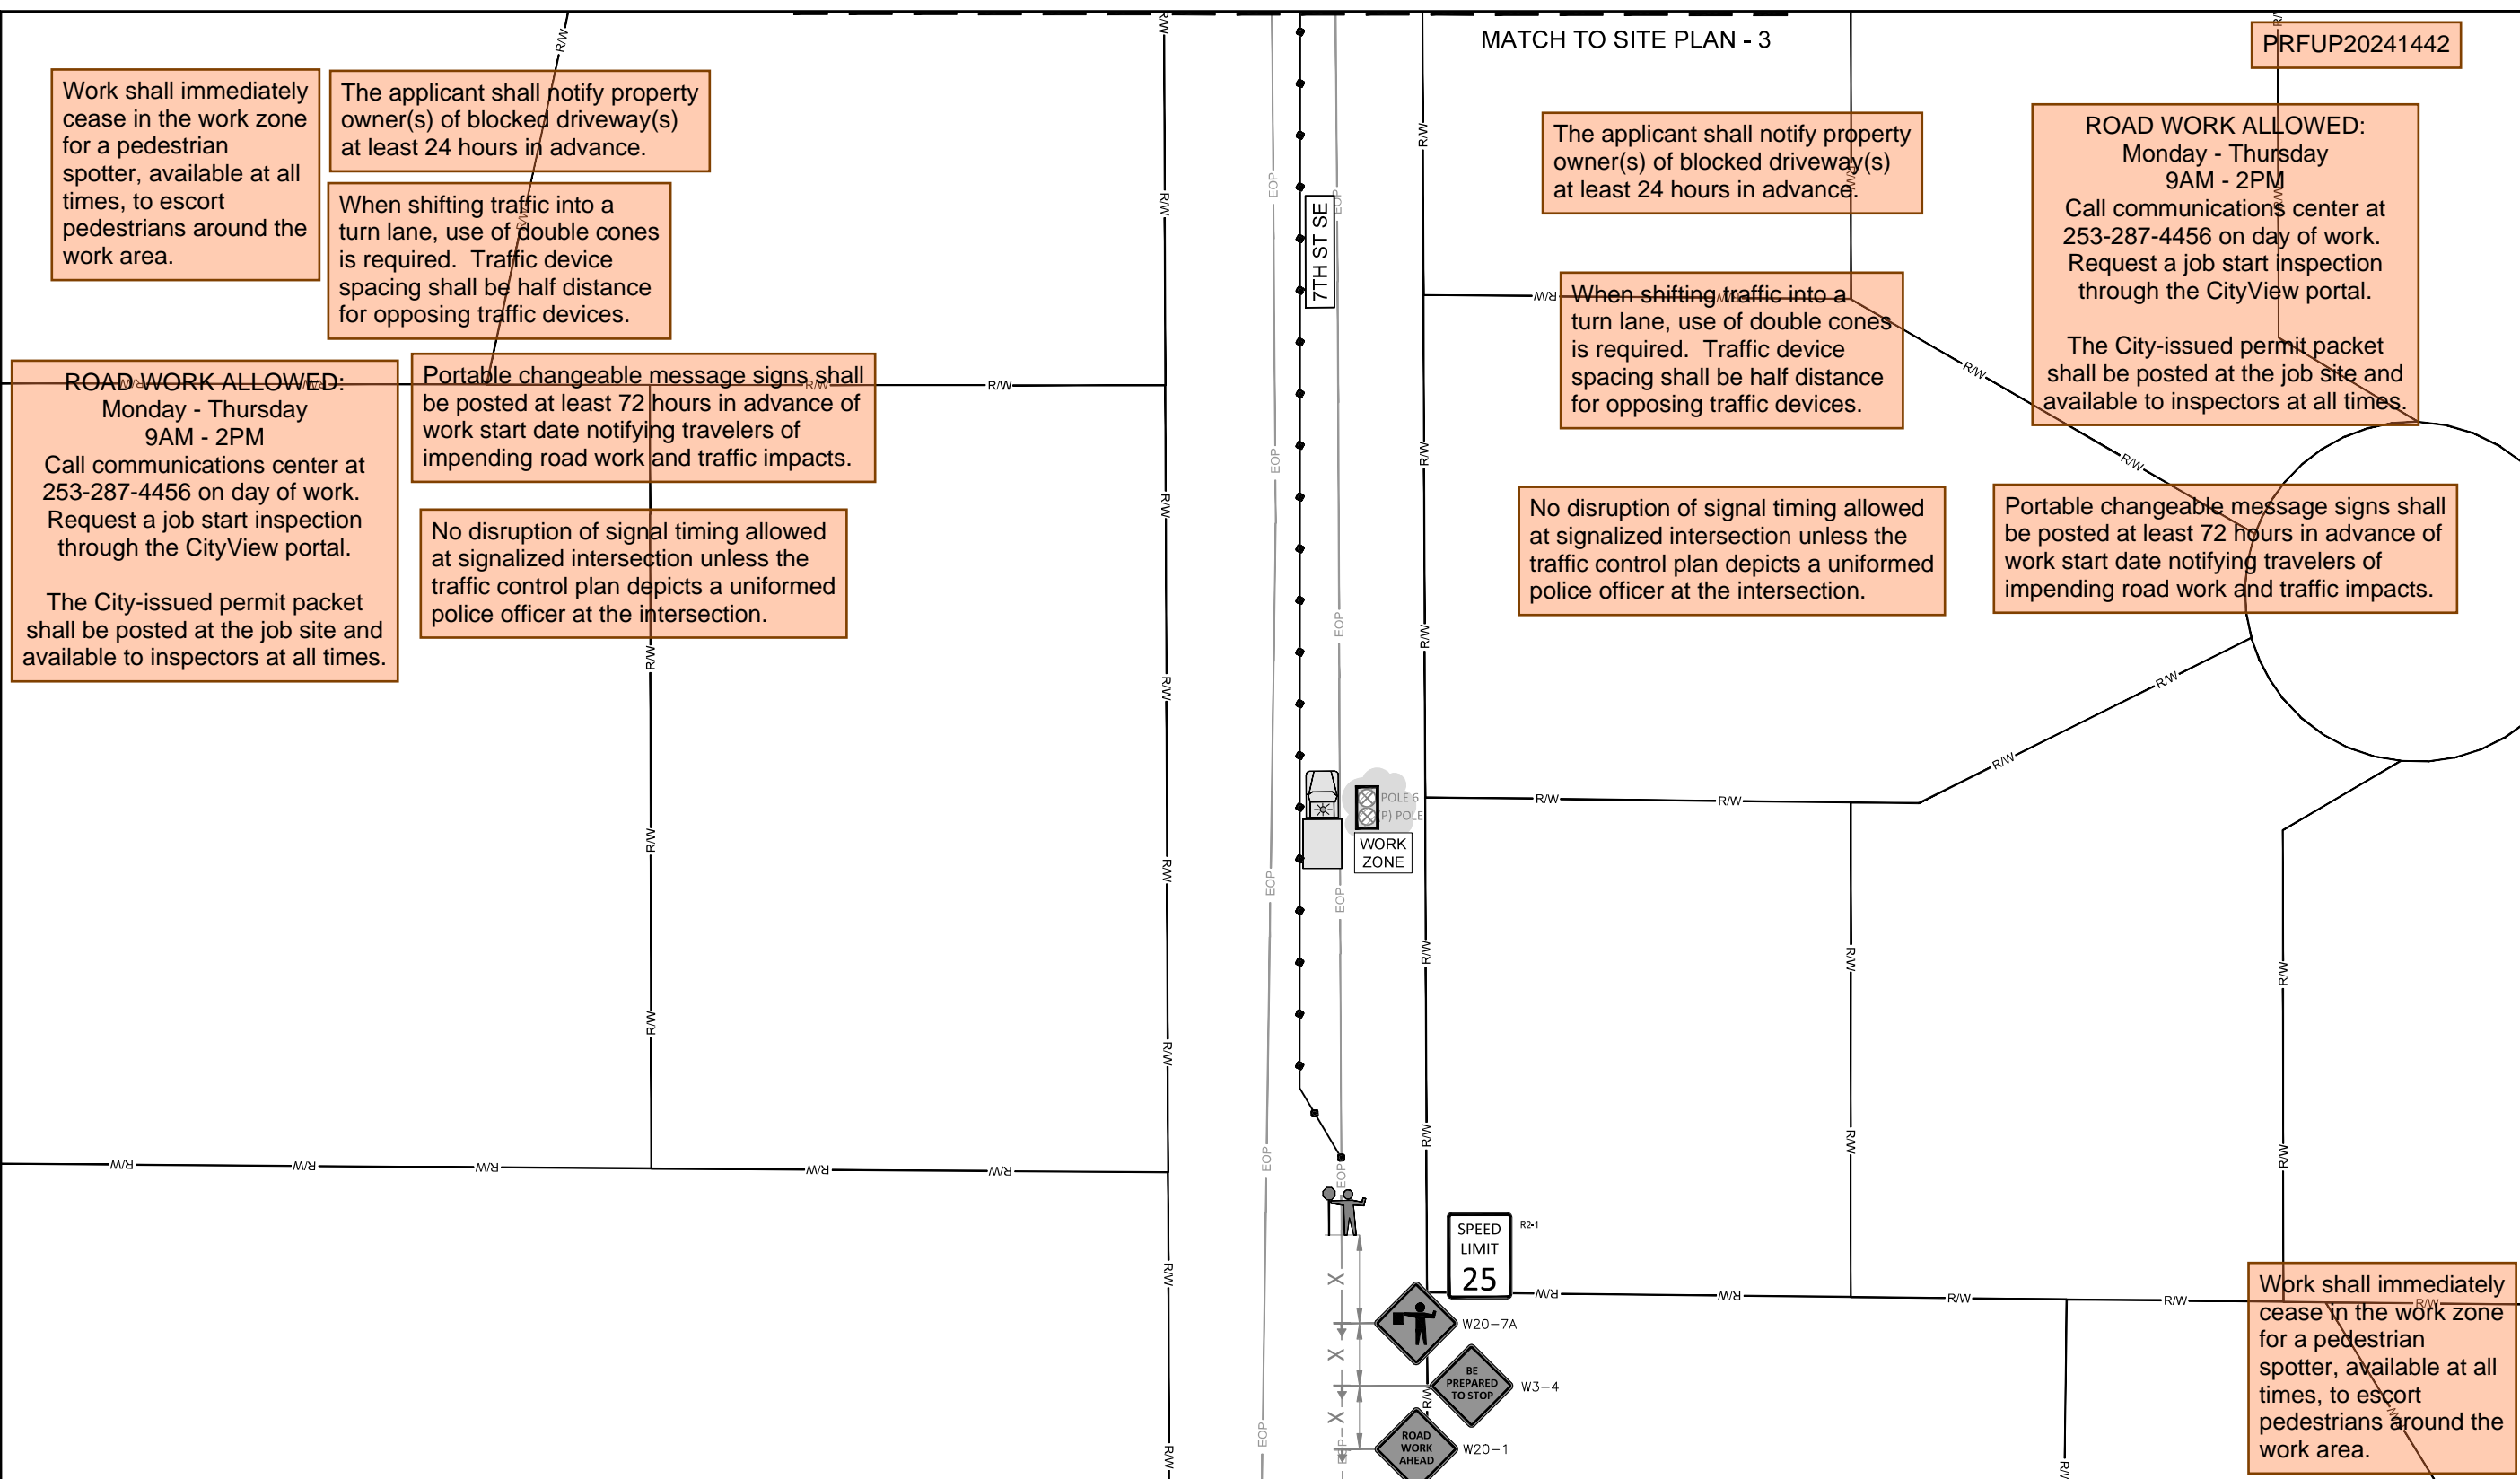 MATCH TO SITE PLAN - 3
PRFUP20241442
Work shall immediately
cease in the work zone
for a pedestrian
spotter, available at all
times, to escort
pedestrians around the
work area.
The applicant shall notify property
owner(s) of blocked driveway(s)
at least 24 hours in advance.
When shifting traffic into a
turn lane, use of double cones
is required.  Traffic device
spacing shall be half distance
for opposing traffic devices.
ROAD WORK ALLOWED:
Monday - Thursday
9AM - 2PM
Call communications center at
253-287-4456 on day of work.
Request a job start inspection
through the CityView portal.
The City-issued permit packet
shall be posted at the job site and
available to inspectors at all times.
Portable changeable message signs shall
be posted at least 72 hours in advance of
work start date notifying travelers of
impending road work and traffic impacts.
No disruption of signal timing allowed
at signalized intersection unless the
traffic control plan depicts a uniformed
police officer at the intersection.
7TH ST SE
The applicant shall notify property
owner(s) of blocked driveway(s)
at least 24 hours in advance.
When shifting traffic into a
turn lane, use of double cones
is required.  Traffic device
spacing shall be half distance
for opposing traffic devices.
ROAD WORK ALLOWED:
Monday - Thursday
9AM - 2PM
Call communications center at
253-287-4456 on day of work.
Request a job start inspection
through the CityView portal.
The City-issued permit packet
shall be posted at the job site and
available to inspectors at all times.
No disruption of signal timing allowed
at signalized intersection unless the
traffic control plan depicts a uniformed
police officer at the intersection.
Portable changeable message signs shall
be posted at least 72 hours in advance of
work start date notifying travelers of
impending road work and traffic impacts.
R/W
EOP
POLE 6
(P) POLE
WORK
ZONE
SPEED
LIMIT
25
R2-1
X
W20-7A
X
BE
PREPARED
TO STOP
W3-4
X
ROAD
WORK
AHEAD
W20-1
Work shall immediately
cease in the work zone
for a pedestrian
spotter, available at all
times, to escort
pedestrians around the
work area.